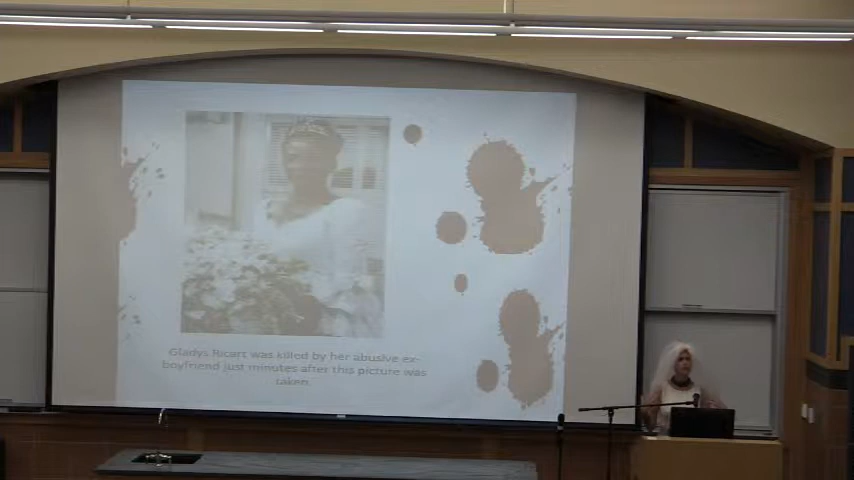 Gladys Ricart was killed by her abusive ex-
boyfriend just minutes after this picture was
taken.